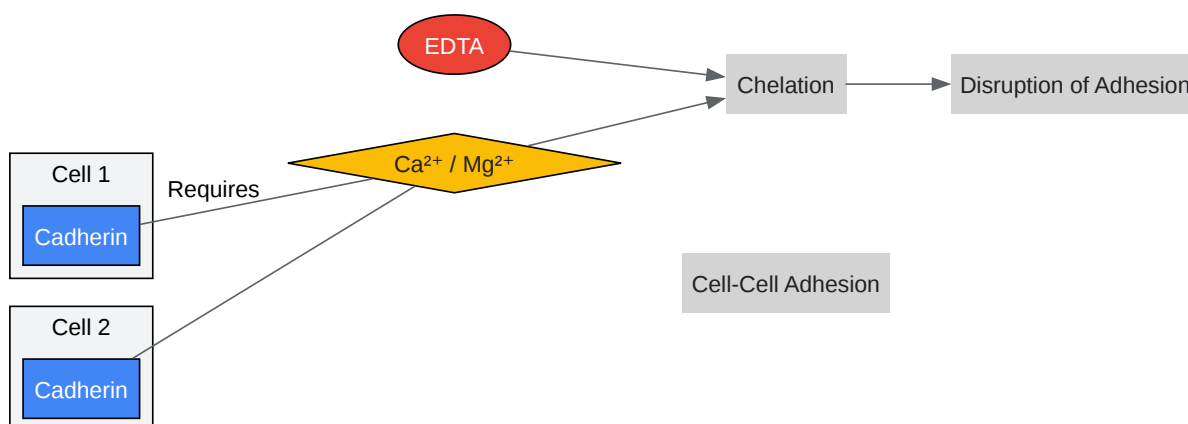 EDTA
Chelation
Disruption of Adhesion
Ca²⁺ / Mg²⁺
Cell 1
Requires
Cadherin
Cell-Cell Adhesion
Cell 2
Cadherin